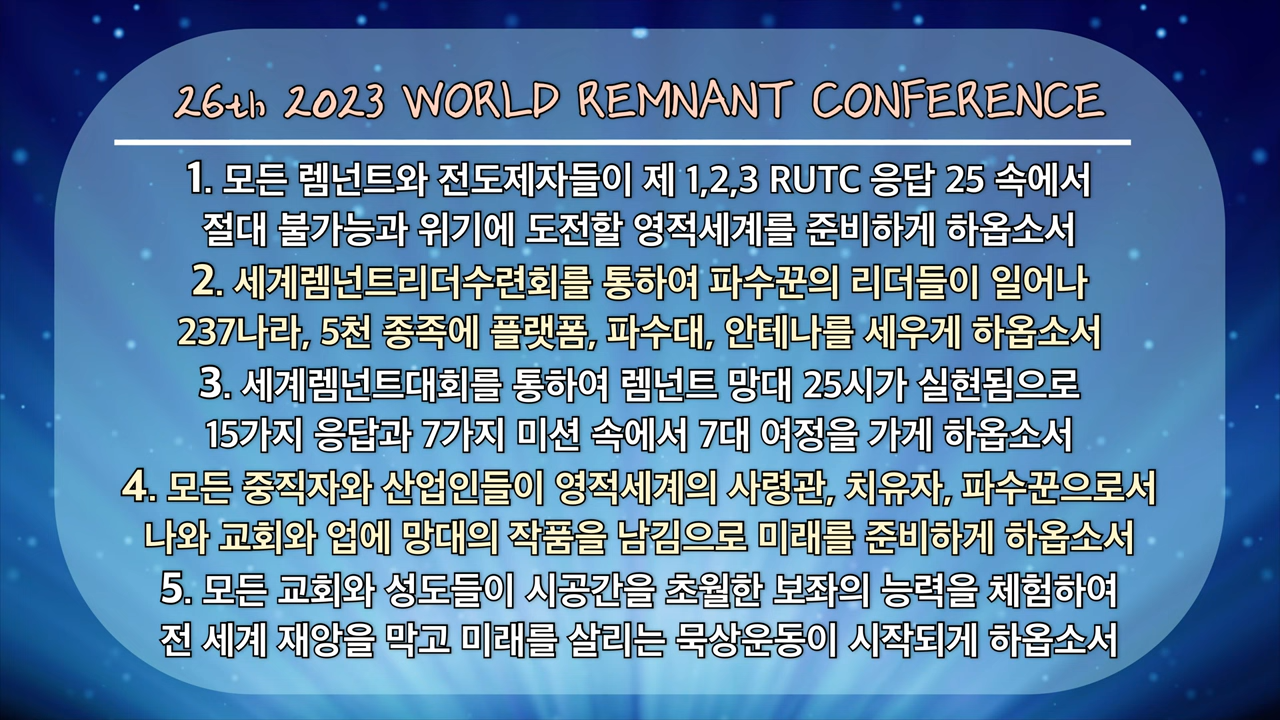 26th 2023 WORLD REMNANT CONFERENCE
1. 모든 렘넌트와 전도제자들이 제 1,2,3 RUTC 응답 25 속에서
절대 불가능과 위기에 도전할 영적세계를 준비하게 하옵소서
2. 세계렘넌트리더수련회를 통하여 파수꾼의 리더들이 일어나
237나라, 5천 종족에 플랫폼, 파수대, 안테나를 세우게 하옵소서
3. 세계렘넌트대회를 통하여 렘넌트 망대 25시가 실현됨으로
15가지 응답과 7가지 미션 속에서 7대 여정을 가게 하옵소서
4. 모든 중직자와 산업인들이 영적세계의 사령관, 치유자, 파수꾼으로서
나와 교회와 업에 망대의 작품을 남김으로 미래를 준비하게 하옵소서
5. 모든 교회와 성도들이 시공간을 초월한 보좌의 능력을 체험하여
전 세계 재앙을 막고 미래를 살리는 묵상운동이 시작되게 하옵소서